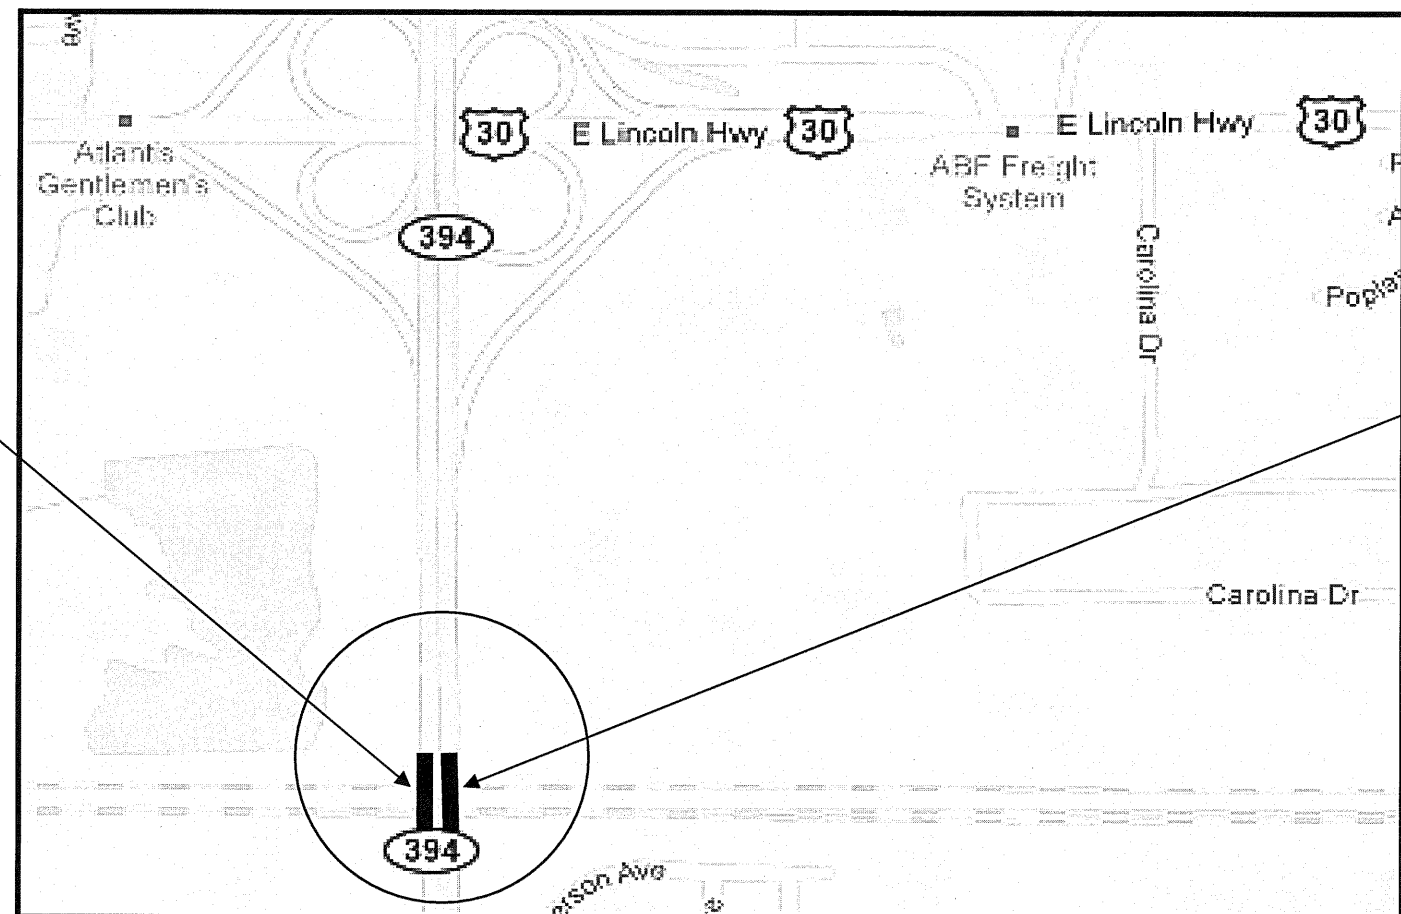 30
E Lincoln Hwy
30
E Lincoln Hwy
30
Atlantis
Gentlemen's
Club
ABF Freight
System
394
Carolina Dr
Carolina Dr
394